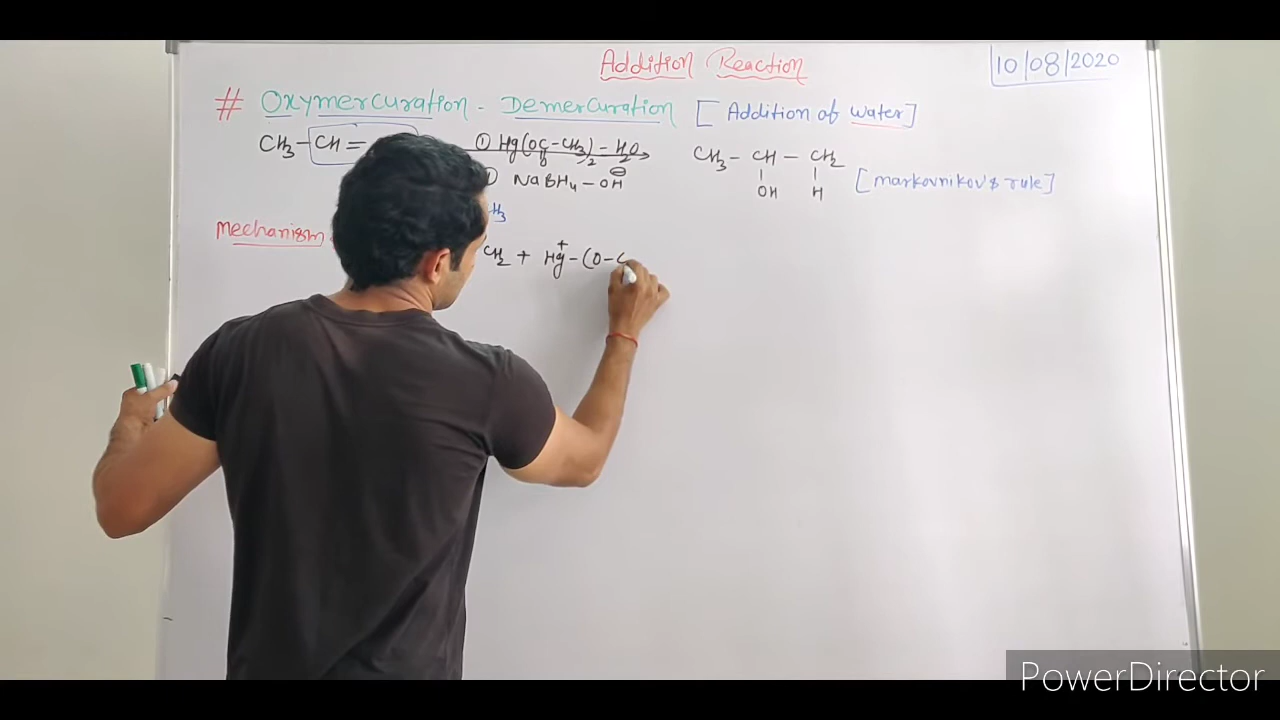 Addition Reaction
10/08/2020
# Oxymercuration - Demercuration [Addition of water]
CH3-CH=
① Hg(OC-CH3)2-H2O
O
NaBH4-OH⊖
CH3-CH-CH2
OH H
[markovnikov's rule]
H3
mechanism
CH2 + Hg+-(O-C
PowerDirector